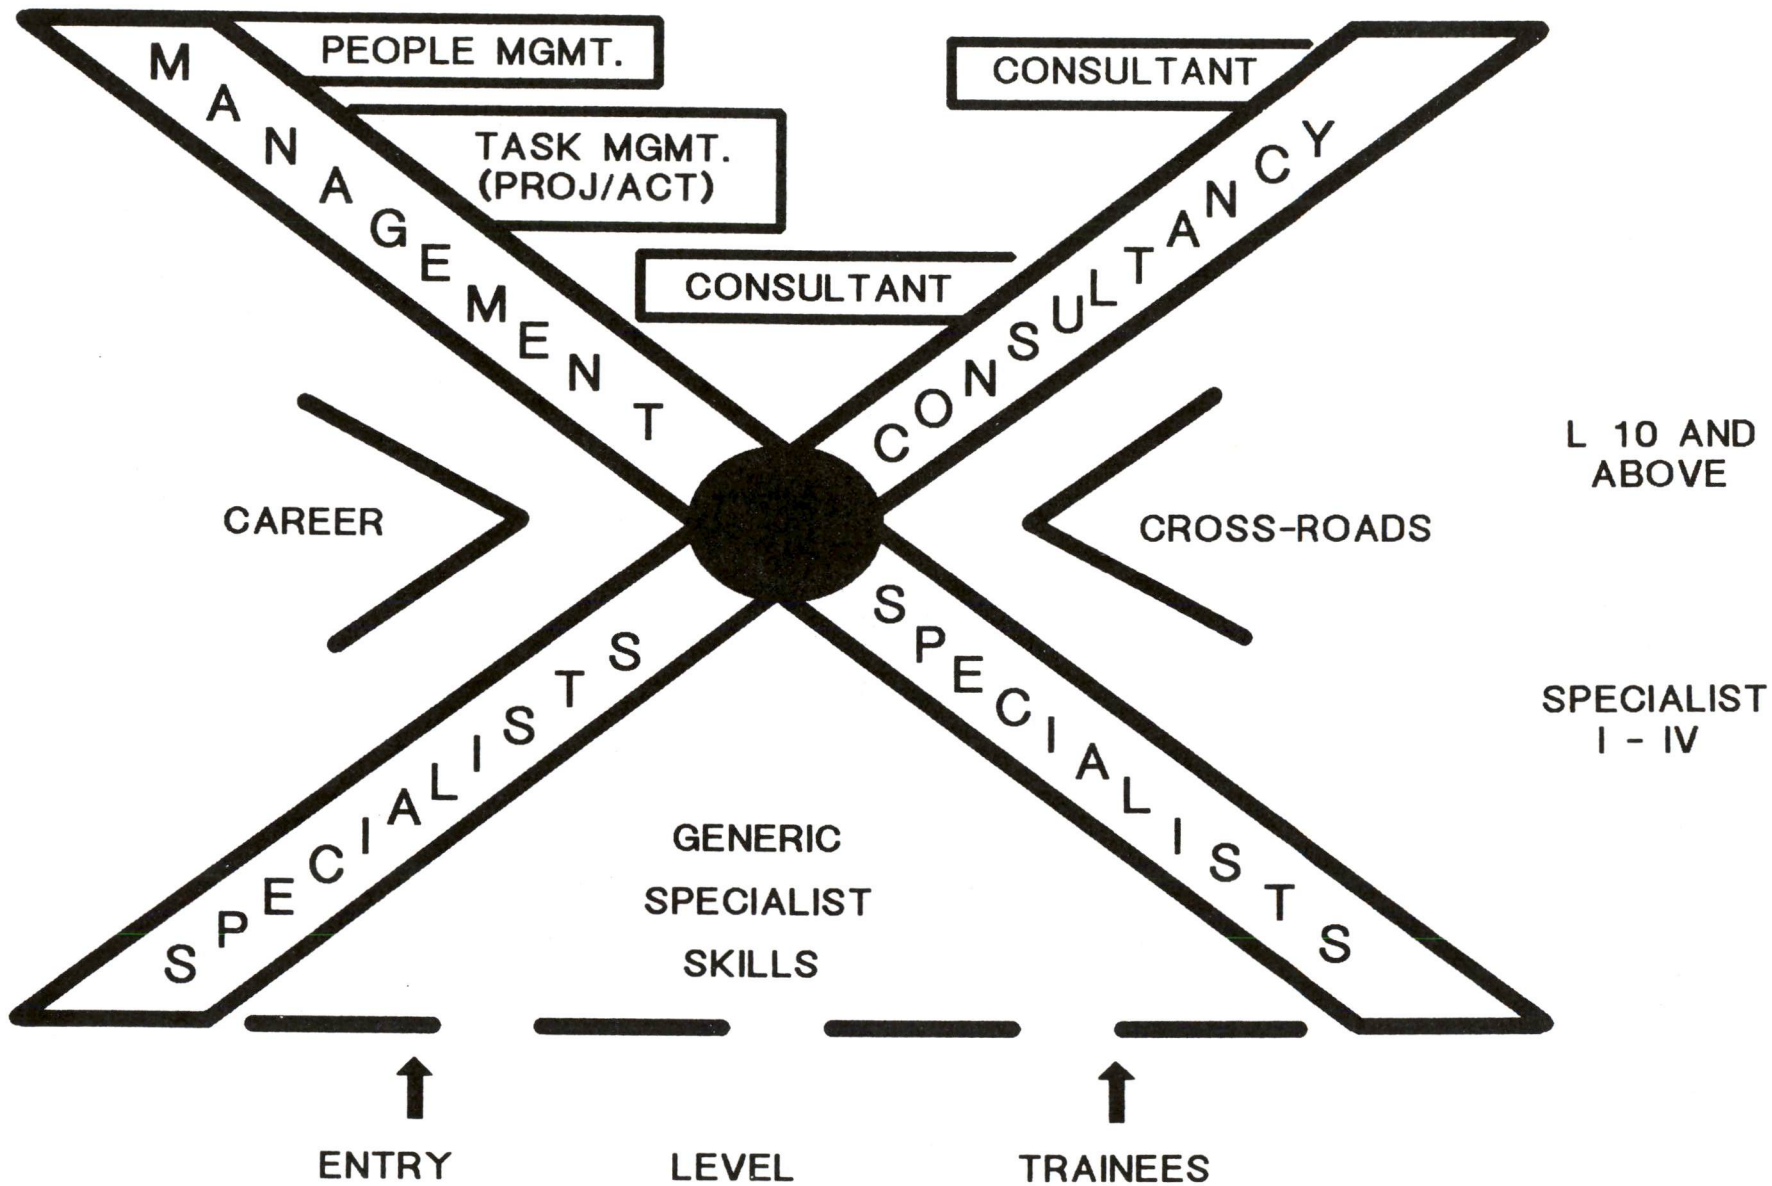 MANAGEMENT
PEOPLE MGMT.
TASK MGMT.
(PROJ/ACT)
CONSULTANT
CONSULTANT
CONSULTANCY
L 10 AND
ABOVE
CAREER
CROSS-ROADS
SPECIALISTS
SPECIALISTS
SPECIALIST
I - IV
GENERIC
SPECIALIST
SKILLS
ENTRY LEVEL TRAINEES